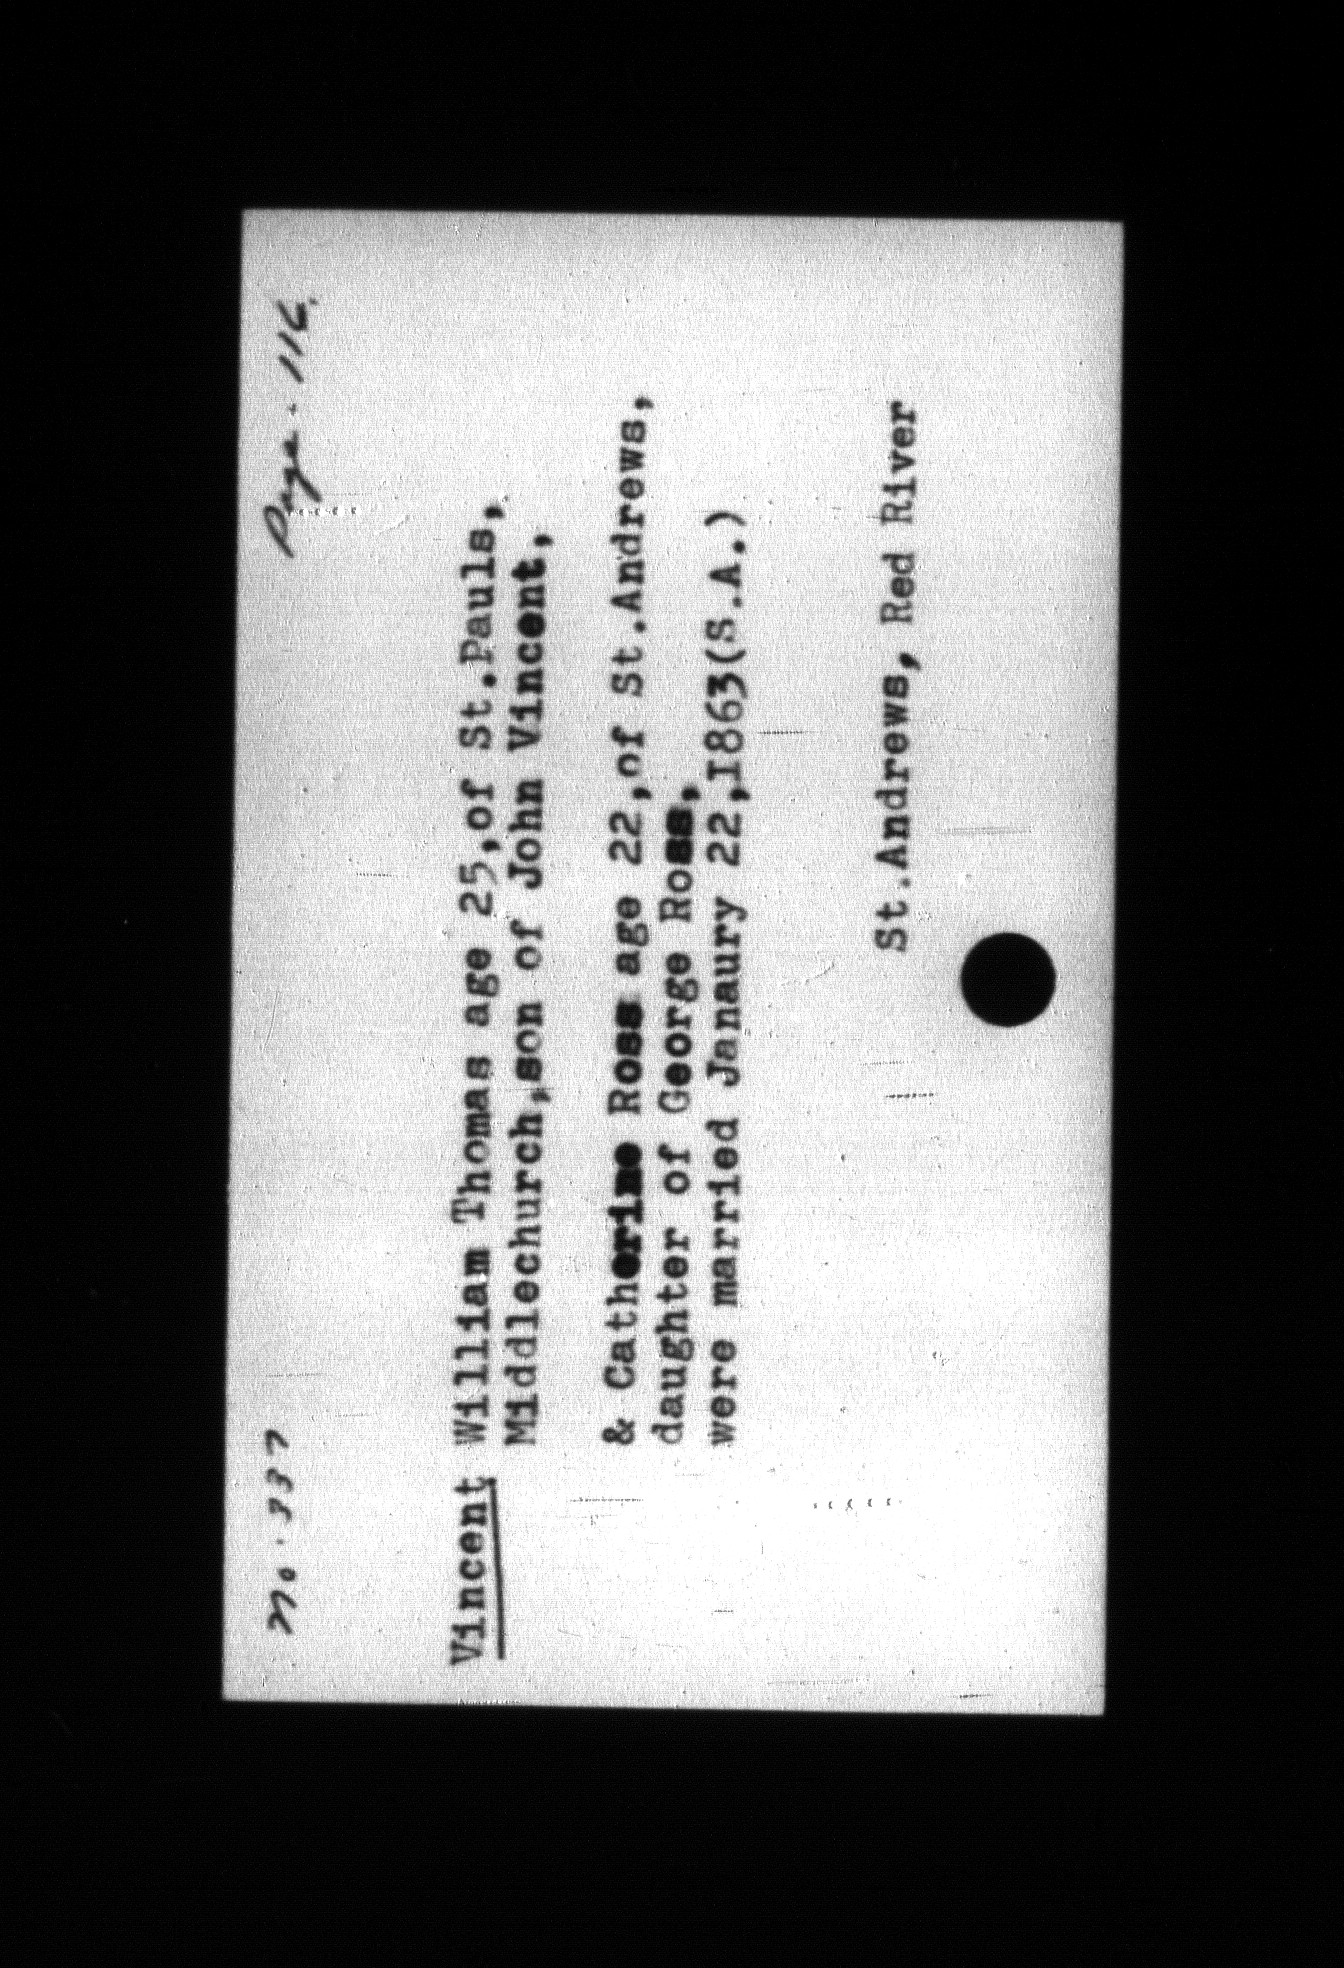 No. 337
Page. 116.
Vincent William Thomas age 25,of St.Pauls,
Middlechurch,son of John Vincent,
& Catherine Ross age 22,of St.Andrews,
daughter of George Ross,
were married Janaury 22,I863(S.A.)
St.Andrews, Red River